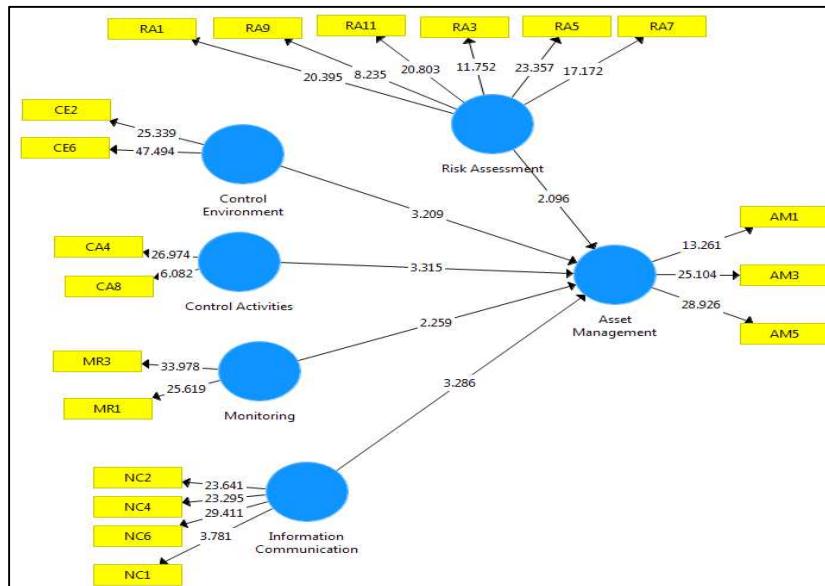 RA1
RA9
RA11
RA3
RA5
RA7
20.395
8.235
20.803
11.752
23.357
17.172
CE2
CE6
25.339
47.494
Control
Environment
Risk Assessment
3.209
2.096
CA4
CA8
26.974
6.082
Control Activities
3.315
AM1
AM3
AM5
13.261
25.104
28.926
Asset
Management
MR3
MR1
33.978
25.619
Monitoring
2.259
3.286
NC2
NC4
NC6
NC1
23.641
23.295
29.411
3.781
Information
Communication